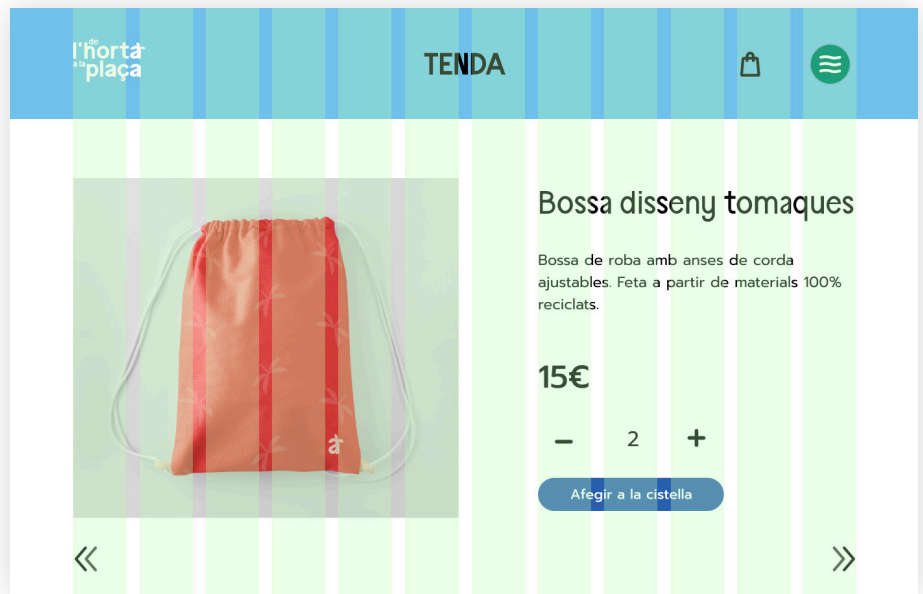 de
l'horta
a la plaça
TENDA
Bossa disseny tomaques
Bossa de roba amb anses de corda
ajustables. Feta a partir de materials 100%
reciclats.
15€
− 2 +
Afegir a la cistella